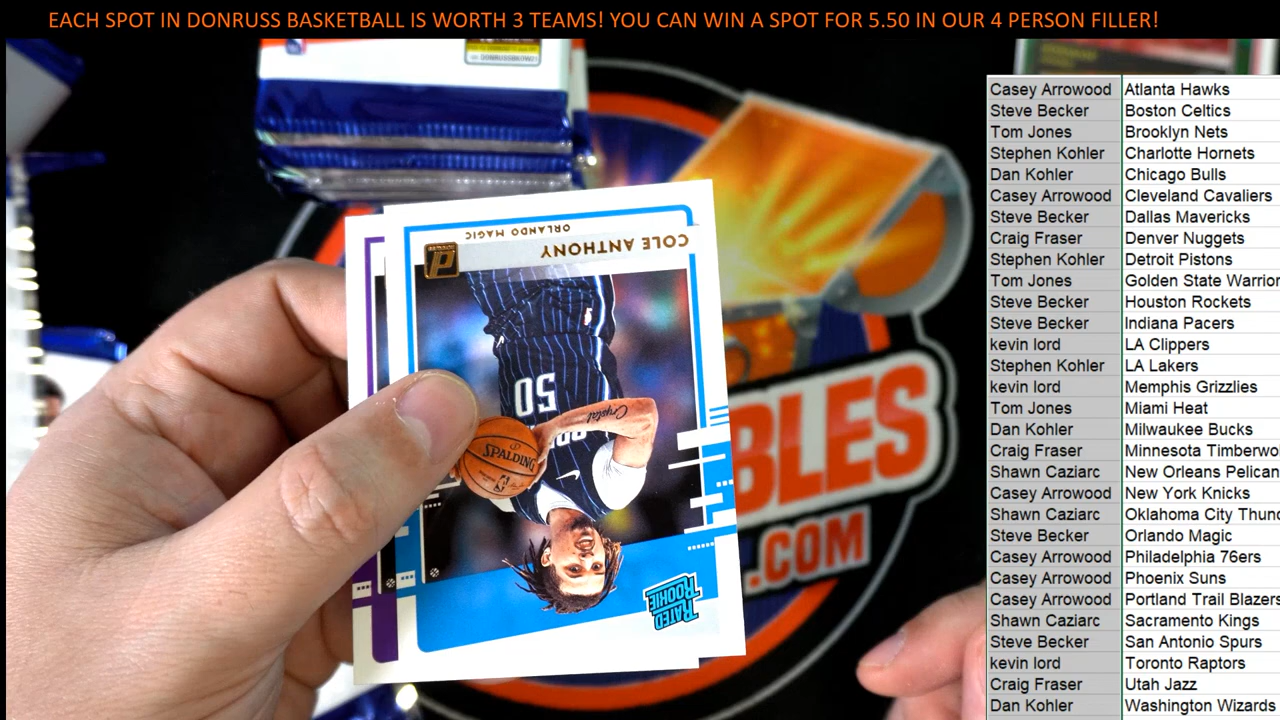 EACH SPOT IN DONRUSS BASKETBALL IS WORTH 3 TEAMS! YOU CAN WIN A SPOT FOR 5.50 IN OUR 4 PERSON FILLER!
Casey Arrowood Atlanta Hawks
Steve Becker Boston Celtics
Tom Jones Brooklyn Nets
Stephen Kohler Charlotte Hornets
Dan Kohler Chicago Bulls
Casey Arrowood Cleveland Cavaliers
Steve Becker Dallas Mavericks
Craig Fraser Denver Nuggets
Stephen Kohler Detroit Pistons
Tom Jones Golden State Warrior
Steve Becker Houston Rockets
Steve Becker Indiana Pacers
kevin lord LA Clippers
Stephen Kohler LA Lakers
kevin lord Memphis Grizzlies
Tom Jones Miami Heat
Dan Kohler Milwaukee Bucks
Craig Fraser Minnesota Timberwo
Shawn Caziarc New Orleans Pelican
Casey Arrowood New York Knicks
Shawn Caziarc Oklahoma City Thund
Steve Becker Orlando Magic
Casey Arrowood Philadelphia 76ers
Casey Arrowood Phoenix Suns
Casey Arrowood Portland Trail Blazers
Shawn Caziarc Sacramento Kings
Steve Becker San Antonio Spurs
kevin lord Toronto Raptors
Craig Fraser Utah Jazz
Dan Kohler Washington Wizards
ORLANDO MAGIC
COLE ANTHONY
50
Crystal
SPALDING
RATED ROOKIE
BLES
.COM